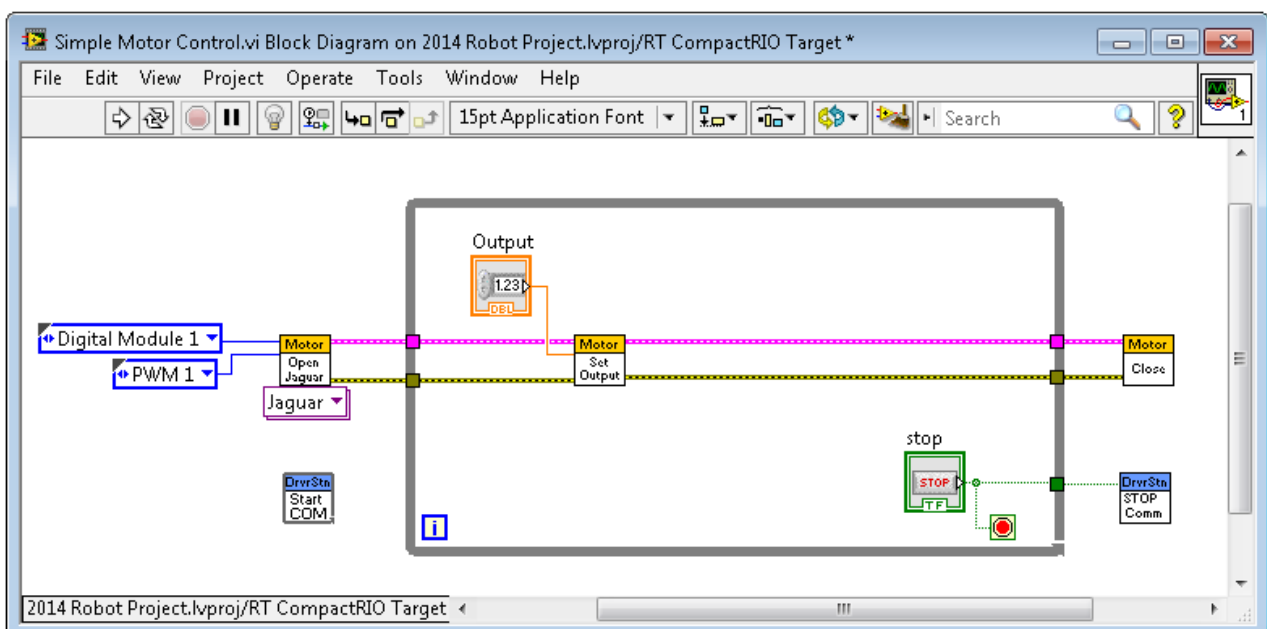 Simple Motor Control.vi Block Diagram on 2014 Robot Project.lvproj/RT CompactRIO Target *
File Edit View Project Operate Tools Window Help
15pt Application Font
Search
1
Output
1.23
DBL
Digital Module 1
PWM 1
Motor
Open
Jaguar
Jaguar
Motor
Set
Output
Motor
Close
DrvrStn
Start
COM
i
stop
STOP
TF
DrvrStn
STOP
Comm
2014 Robot Project.lvproj/RT CompactRIO Target